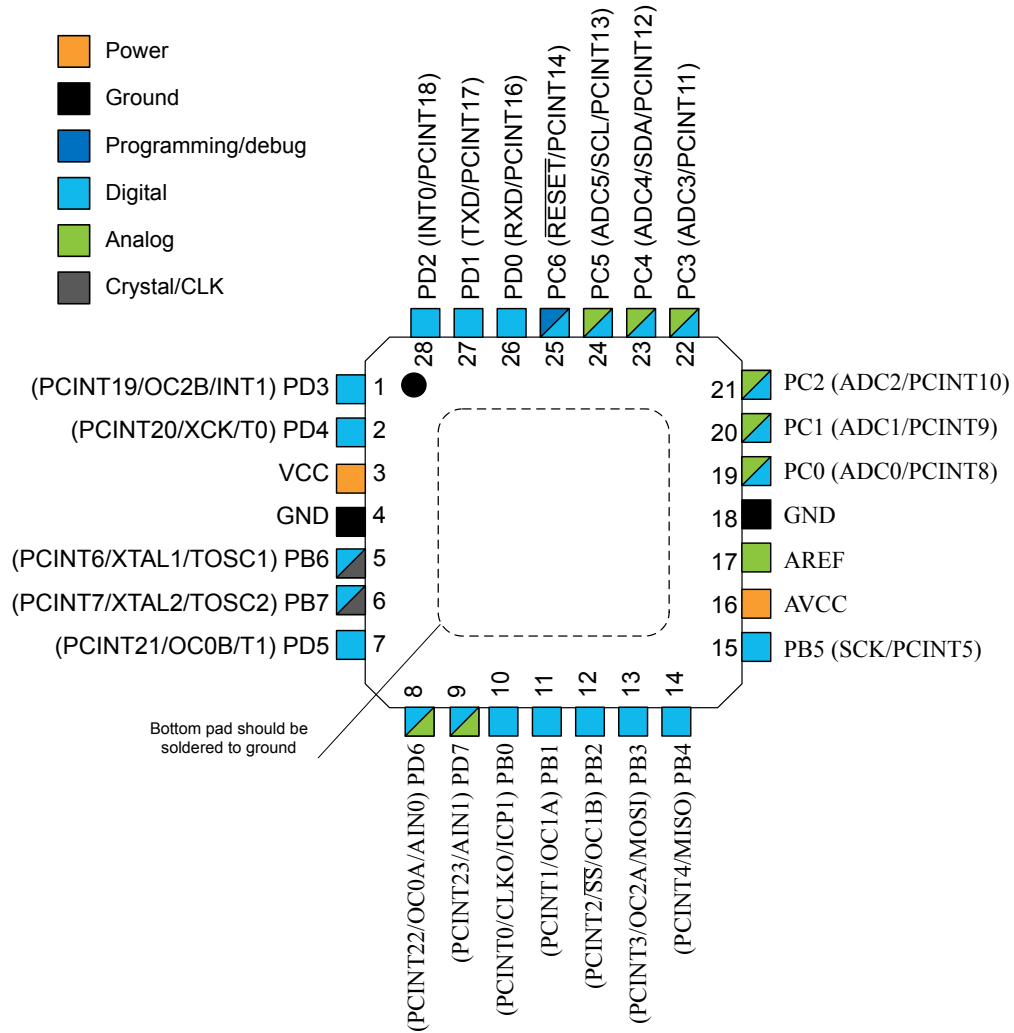 Power
Ground
Programming/debug
Digital
Analog
Crystal/CLK
PD2 (INT0/PCINT18)
PD1 (TXD/PCINT17)
PD0 (RXD/PCINT16)
PC6 (RESET/PCINT14)
PC5 (ADC5/SCL/PCINT13)
PC4 (ADC4/SDA/PCINT12)
PC3 (ADC3/PCINT11)
28
27
26
25
24
23
22
(PCINT19/OC2B/INT1) PD3
1
(PCINT20/XCK/T0) PD4
2
VCC
3
GND
4
(PCINT6/XTAL1/TOSC1) PB6
5
(PCINT7/XTAL2/TOSC2) PB7
6
(PCINT21/OC0B/T1) PD5
7
21
PC2 (ADC2/PCINT10)
20
PC1 (ADC1/PCINT9)
19
PC0 (ADC0/PCINT8)
18
GND
17
AREF
16
AVCC
15
PB5 (SCK/PCINT5)
8
9
10
11
12
13
14
Bottom pad should be
soldered to ground
(PCINT22/OC0A/AIN0) PD6
(PCINT23/AIN1) PD7
(PCINT0/CLKO/ICP1) PB0
(PCINT1/OC1A) PB1
(PCINT2/SS/OC1B) PB2
(PCINT3/OC2A/MOSI) PB3
(PCINT4/MISO) PB4